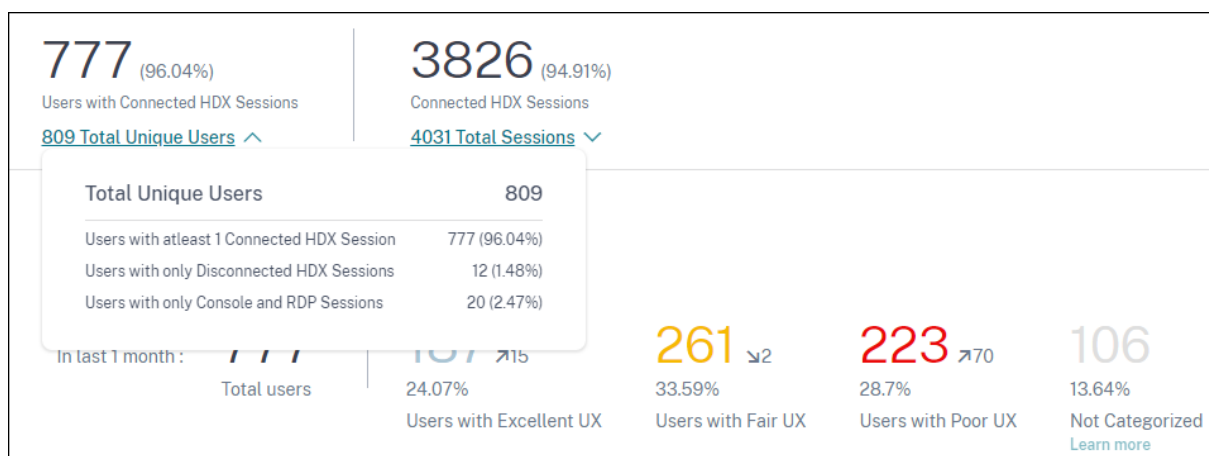 777 (96.04%)
Users with Connected HDX Sessions
809 Total Unique Users
3826 (94.91%)
Connected HDX Sessions
4031 Total Sessions
Total Unique Users 809
Users with atleast 1 Connected HDX Session 777 (96.04%)
Users with only Disconnected HDX Sessions 12 (1.48%)
Users with only Console and RDP Sessions 20 (2.47%)
In last 1 month : 777
Total users
187 ↗15
24.07%
Users with Excellent UX
261 ↘2
33.59%
Users with Fair UX
223 ↗70
28.7%
Users with Poor UX
106
13.64%
Not Categorized
Learn more